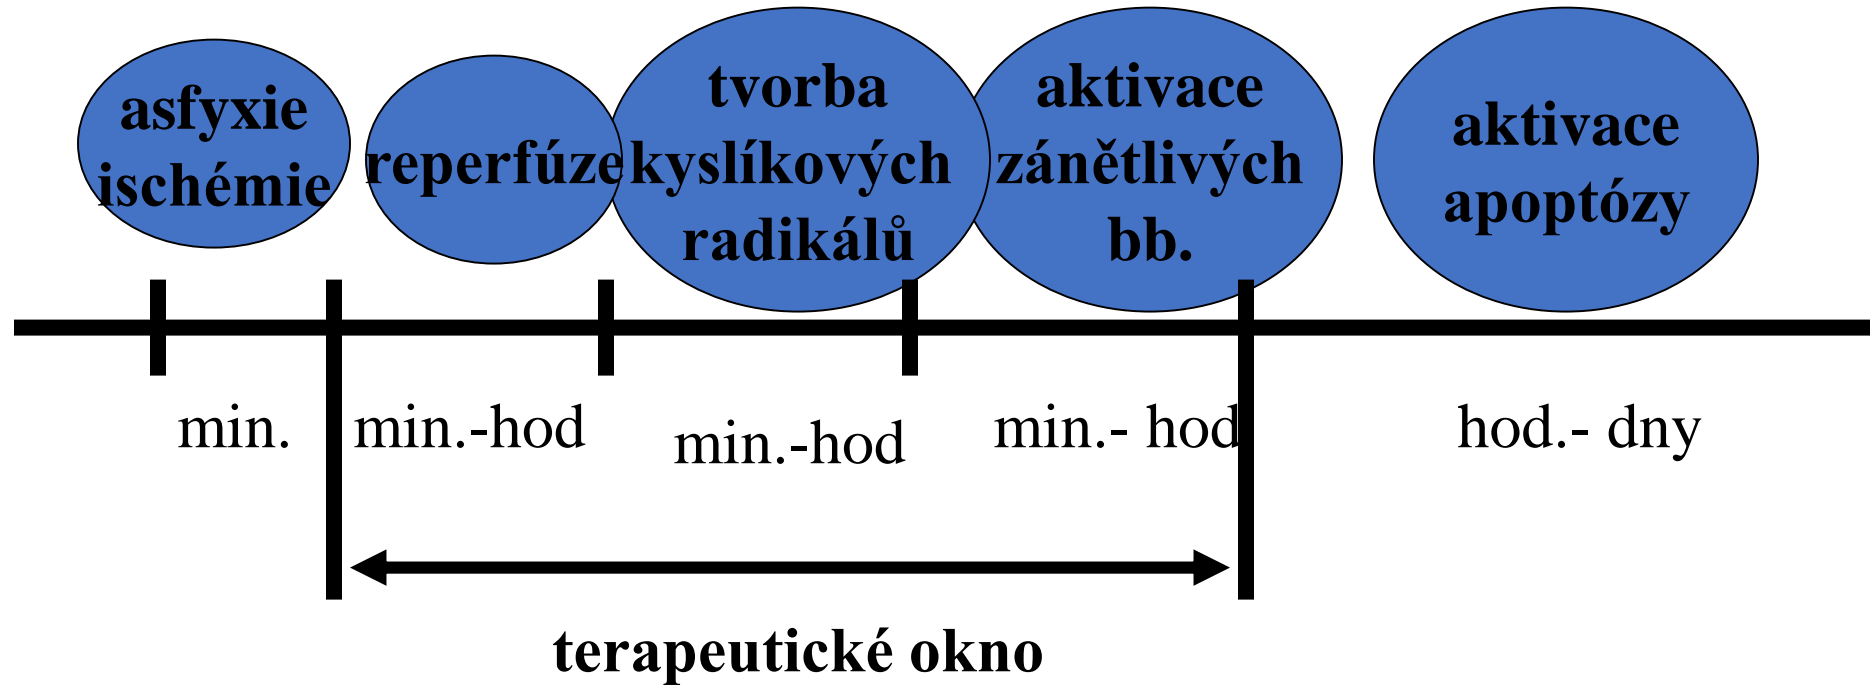 asfyxie
ischémie
reperfúze
tvorba
kyslíkových
radikálů
aktivace
zánětlivých
bb.
aktivace
apoptózy
min.
min.-hod
min.-hod
min.- hod
hod.- dny
terapeutické okno